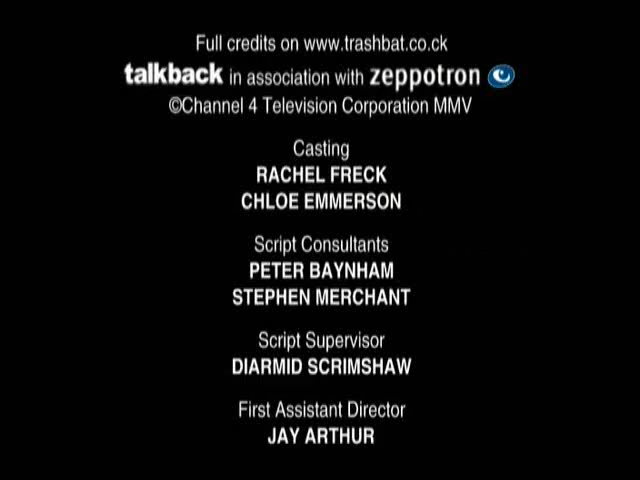 Full credits on www.trashbat.co.ck
talkback in association with zeppotron
©Channel 4 Television Corporation MMV
Casting
RACHEL FRECK
CHLOE EMMERSON
Script Consultants
PETER BAYNHAM
STEPHEN MERCHANT
Script Supervisor
DIARMID SCRIMSHAW
First Assistant Director
JAY ARTHUR